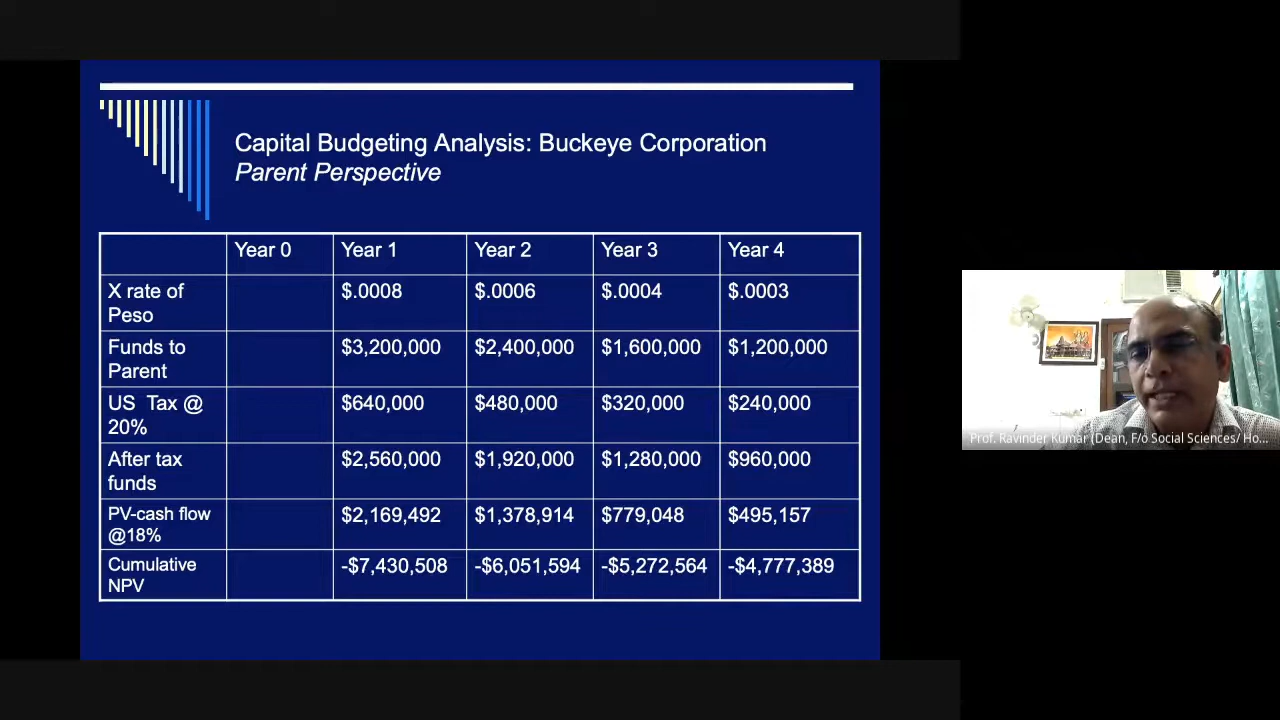 Capital Budgeting Analysis: Buckeye Corporation
Parent Perspective
Year 0 Year 1 Year 2 Year 3 Year 4
X rate of Peso $.0008 $.0006 $.0004 $.0003
Funds to Parent $3,200,000 $2,400,000 $1,600,000 $1,200,000
US Tax @ 20% $640,000 $480,000 $320,000 $240,000
After tax funds $2,560,000 $1,920,000 $1,280,000 $960,000
PV-cash flow @18% $2,169,492 $1,378,914 $779,048 $495,157
Cumulative NPV -$7,430,508 -$6,051,594 -$5,272,564 -$4,777,389
Prof. Ravinder Kumar (Dean, F/o Social Sciences/ Ho...